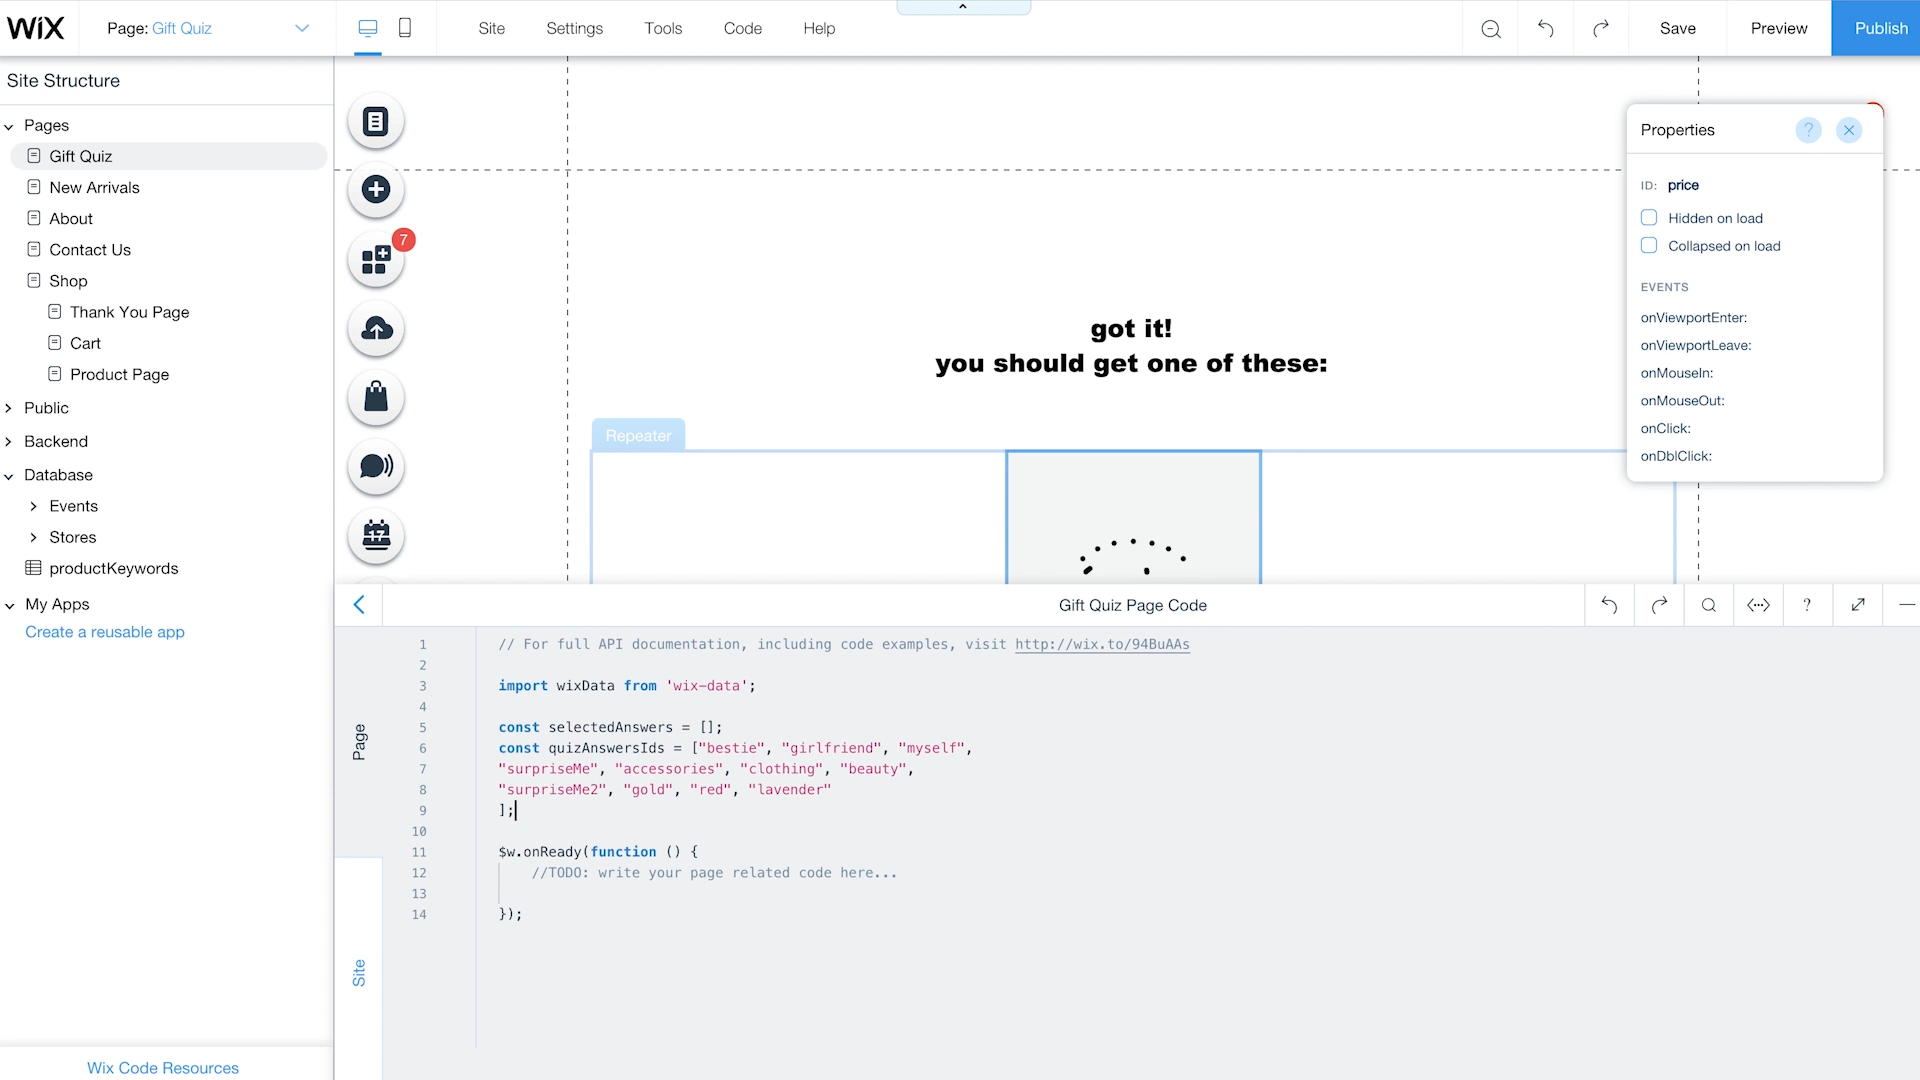 WiX
Page: Gift Quiz
Site
Settings
Tools
Code
Help
Save
Preview
Publish
Site Structure
Pages
Gift Quiz
New Arrivals
About
Contact Us
Shop
Thank You Page
Cart
Product Page
Public
Backend
Database
Events
Stores
productKeywords
My Apps
Create a reusable app
Wix Code Resources
7
17
got it!
you should get one of these:
Repeater
Properties
?
ID: price
Hidden on load
Collapsed on load
EVENTS
onViewportEnter:
onViewportLeave:
onMouseIn:
onMouseOut:
onClick:
onDblClick:
Gift Quiz Page Code
?
Page
Site
1 // For full API documentation, including code examples, visit http://wix.to/94BuAAs
2
3 import wixData from 'wix-data';
4
5 const selectedAnswers = [];
6 const quizAnswersIds = ["bestie", "girlfriend", "myself",
7 "surpriseMe", "accessories", "clothing", "beauty",
8 "surpriseMe2", "gold", "red", "lavender"
9 ];
10
11 $w.onReady(function () {
12 //TODO: write your page related code here...
13
14 });